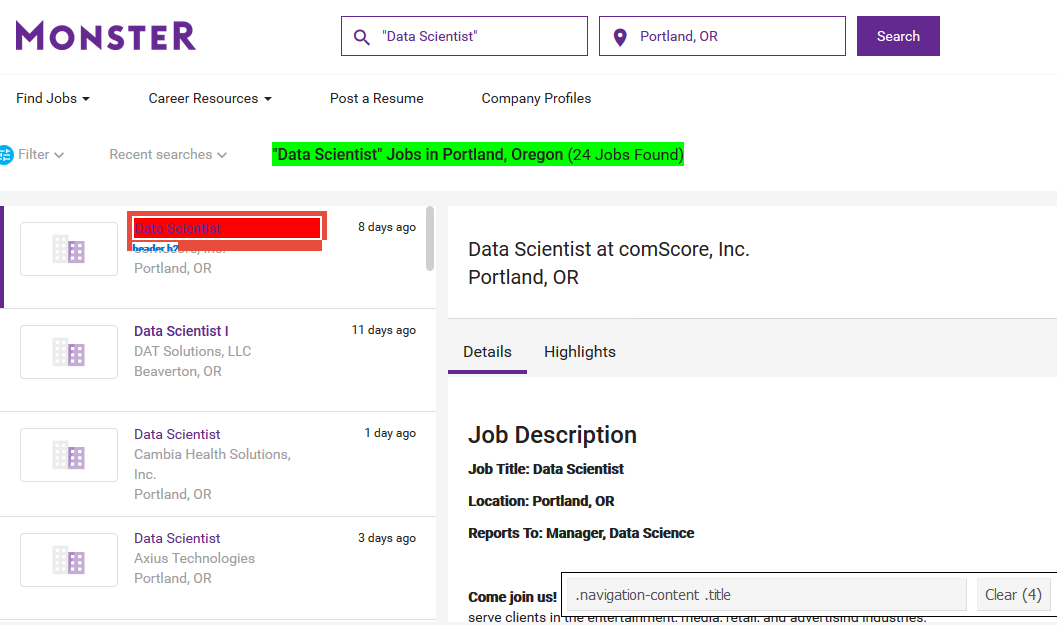 MONSTER
"Data Scientist"
Portland, OR
Search
Find Jobs
Career Resources
Post a Resume
Company Profiles
Filter
Recent searches
"Data Scientist" Jobs in Portland, Oregon (24 Jobs Found)
Data Scientist
8 days ago
header h2
comScore, Inc.
Portland, OR
Data Scientist I
11 days ago
DAT Solutions, LLC
Beaverton, OR
Data Scientist
1 day ago
Cambia Health Solutions,
Inc.
Portland, OR
Data Scientist
3 days ago
Axius Technologies
Portland, OR
Data Scientist at comScore, Inc.
Portland, OR
Details
Highlights
Job Description
Job Title: Data Scientist
Location: Portland, OR
Reports To: Manager, Data Science
Come join us!
serve clients in the entertainment, media, retail, and advertising industries.
.navigation-content .title
Clear (4)